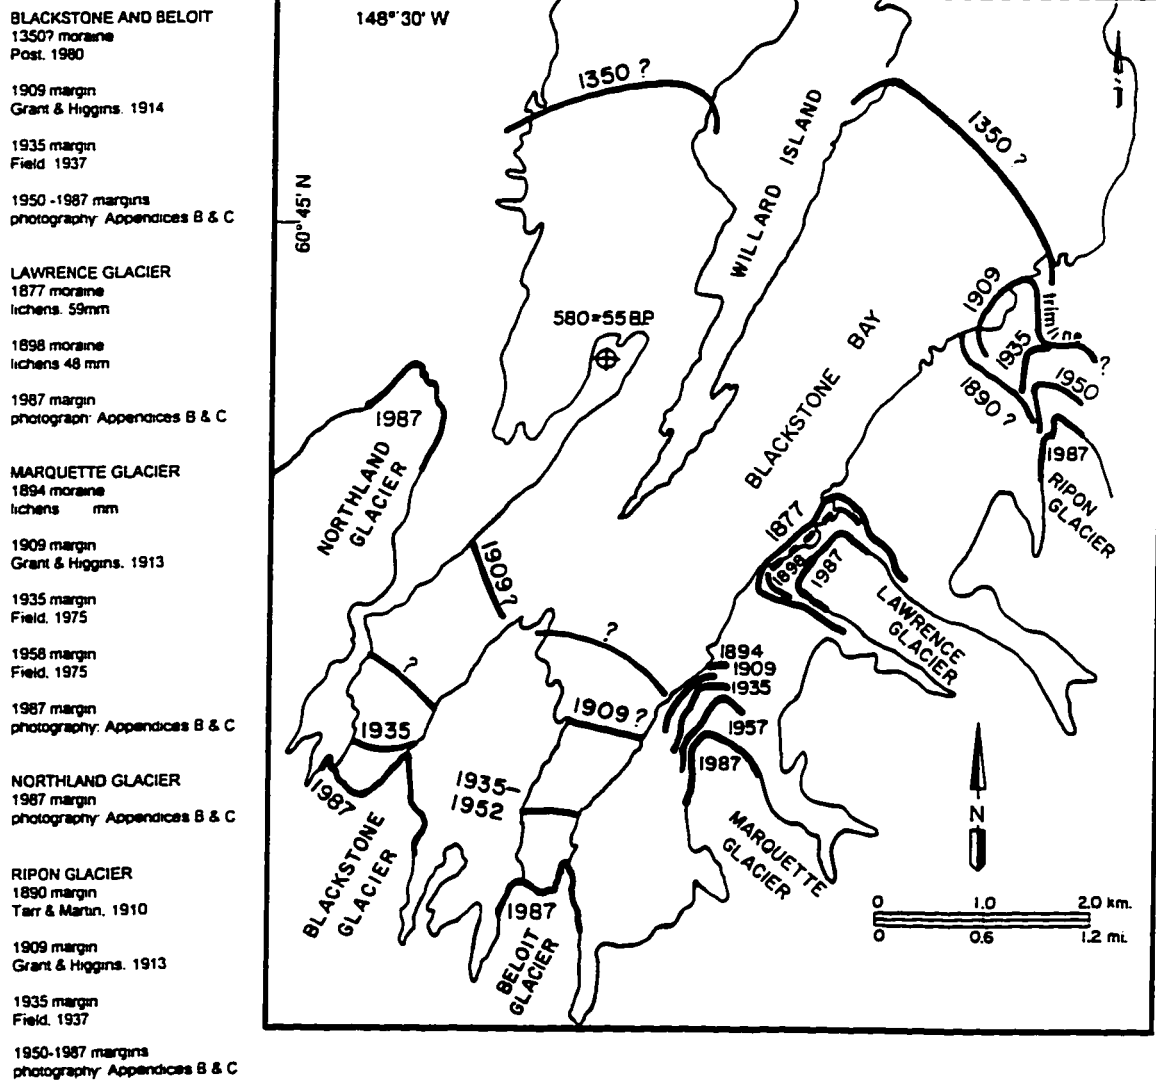 BLACKSTONE AND BELOIT
1350? moraine
Post. 1980
1909 margin
Grant & Higgins. 1914
1935 margin
Field 1937
1950 -1987 margins
photography Appendices B & C
LAWRENCE GLACIER
1877 moraine
lichens. 59mm
1898 moraine
lichens 48 mm
1987 margin
photograph: Appendices B & C
MARQUETTE GLACIER
1894 moraine
lichens mm
1909 margin
Grant & Higgins. 1913
1935 margin
Field. 1975
1958 margin
Field. 1975
1987 margin
photography: Appendices B & C
NORTHLAND GLACIER
1987 margin
photography Appendices B & C
RIPON GLACIER
1890 margin
Tarr & Martin. 1910
1909 margin
Grant & Higgins. 1913
1935 margin
Field. 1937
1950-1987 margins
photography Appendices B & C
148° 30' W
60° 45' N
1350 ?
WILLARD ISLAND
1350 ?
580±55 B.P
BLACKSTONE BAY
1909
trimline
?
1935
1950
1890 ?
1987
RIPON
GLACIER
1987
NORTHLAND
GLACIER
1877
1898
1987
LAWRENCE
GLACIER
1909 ?
?
?
1894
1909
1935
1957
1987
MARQUETTE
GLACIER
1935
1909 ?
1987
BLACKSTONE
GLACIER
1935-
1952
1987
BELOIT
GLACIER
N
0 1.0 2.0 km.
0 0.6 1.2 mi.